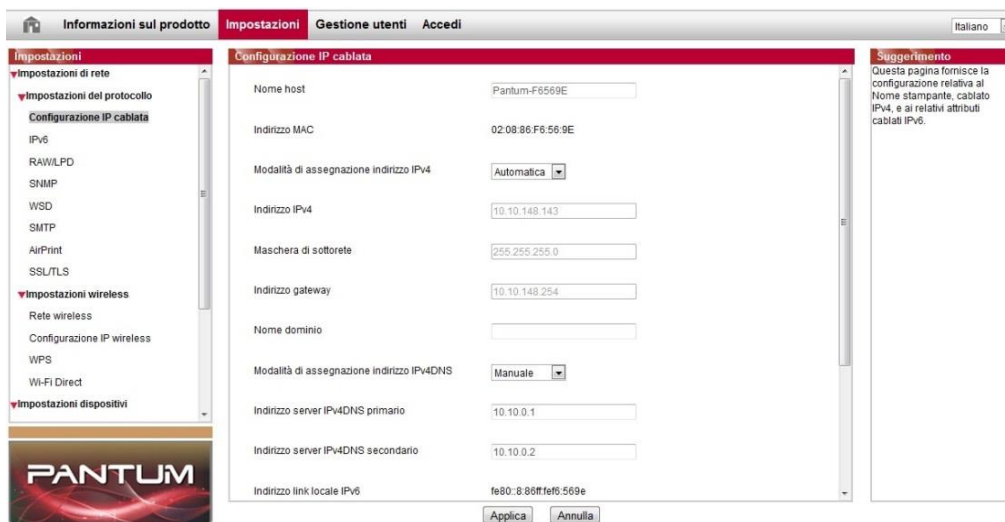 Informazioni sul prodotto Impostazioni Gestione utenti Accedi Italiano
Impostazioni
Impostazioni di rete
Impostazioni del protocollo
Configurazione IP cablata
IPv6
RAW/LPD
SNMP
WSD
SMTP
AirPrint
SSL/TLS
Impostazioni wireless
Rete wireless
Configurazione IP wireless
WPS
Wi-Fi Direct
Impostazioni dispositivi
PANTUM
Configurazione IP cablata
Nome host Pantum-F6569E
Indirizzo MAC 02:08:86:F6:56:9E
Modalità di assegnazione indirizzo IPv4 Automatica
Indirizzo IPv4 10.10.148.143
Maschera di sottorete 255.255.255.0
Indirizzo gateway 10.10.148.254
Nome dominio
Modalità di assegnazione indirizzo IPv4DNS Manuale
Indirizzo server IPv4DNS primario 10.10.0.1
Indirizzo server IPv4DNS secondario 10.10.0.2
Indirizzo link locale IPv6 fe80::8:86ff:fef6:569e
Applica Annulla
Suggerimento
Questa pagina fornisce la
configurazione relativa al
Nome stampante, cablato
IPv4, e ai relativi attributi
cablati IPv6.